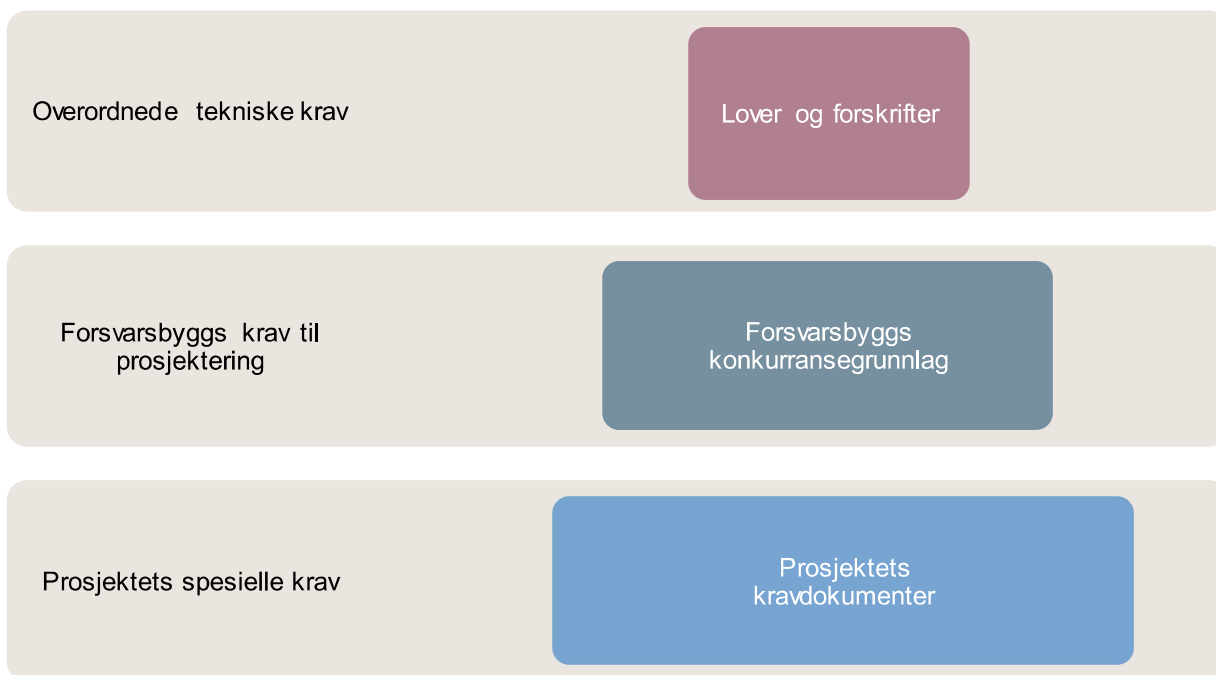 Overordnede tekniske krav
Lover og forskrifter
Forsvarsbyggs krav til
prosjektering
Forsvarsbyggs
konkurransegrunnlag
Prosjektets spesielle krav
Prosjektets
kravdokumenter